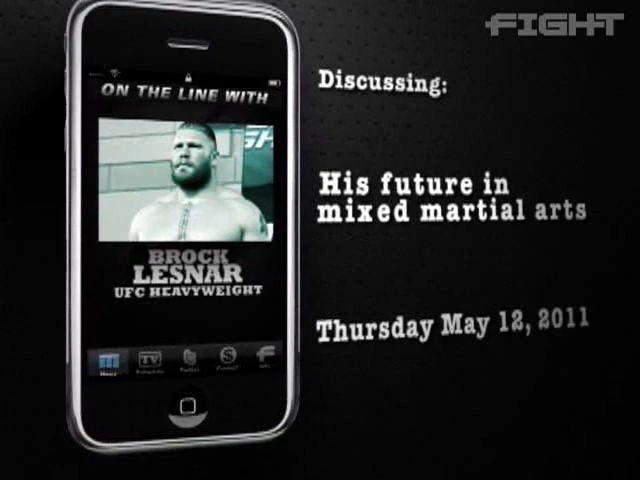 FIGHT
Discussing:
ON THE LINE WITH
His future in
mixed martial arts
BROCK
LESNAR
UFC HEAVYWEIGHT
Thursday May 12, 2011
TV